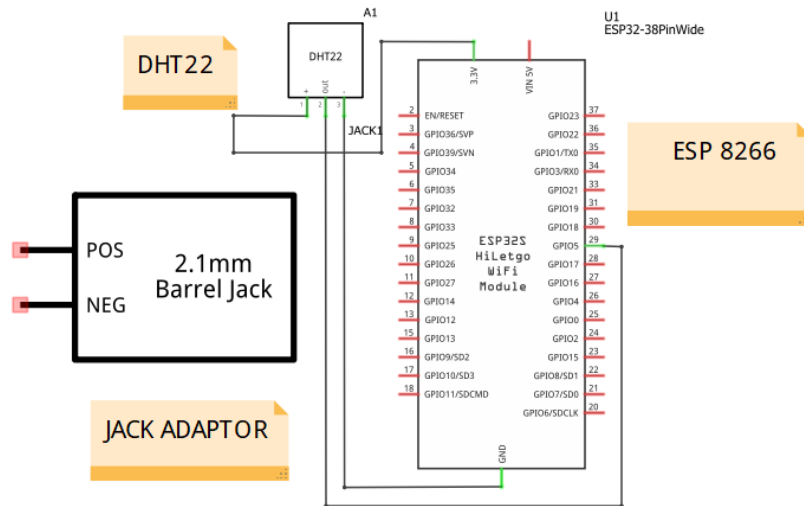 A1
DHT22
+
out
-
1
2
3
JACK1
DHT22
U1
ESP32-38PinWide
3.3V
VIN 5V
2 EN/RESET
3 GPIO36/SVP
4 GPIO39/SVN
5 GPIO34
6 GPIO35
7 GPIO32
8 GPIO33
9 GPIO25
10 GPIO26
11 GPIO27
12 GPIO14
13 GPIO12
15 GPIO13
16 GPIO9/SD2
17 GPIO10/SD3
18 GPIO11/SDCMD
ESP32S
HiLetgo
WiFi
Module
GPIO23 37
GPIO22 36
GPIO1/TX0 35
GPIO3/RX0 34
GPIO21 33
GPIO19 31
GPIO18 30
GPIO5 29
GPIO17 28
GPIO16 27
GPIO4 26
GPIO0 25
GPIO2 24
GPIO15 23
GPIO8/SD1 22
GPIO7/SD0 21
GPIO6/SDCLK 20
GND
ESP 8266
POS
NEG
2.1mm
Barrel Jack
JACK ADAPTOR